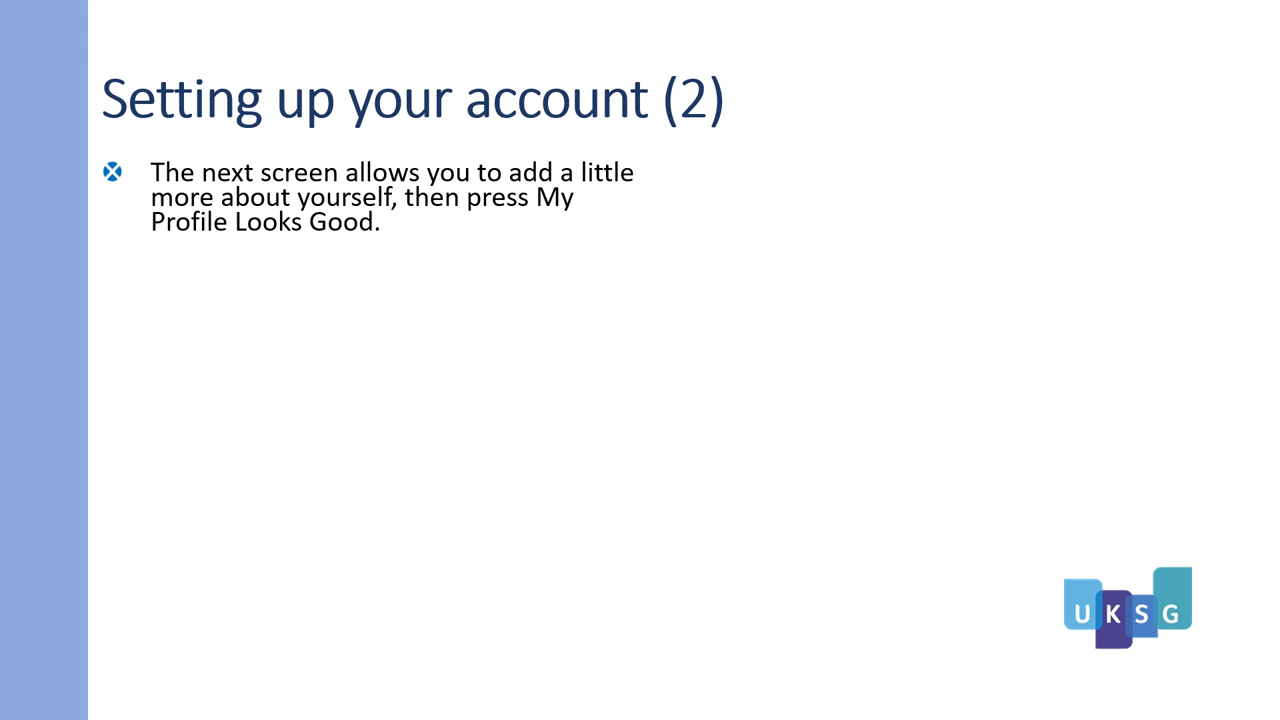 Setting up your account (2)
The next screen allows you to add a little
more about yourself, then press My
Profile Looks Good.
UKSG